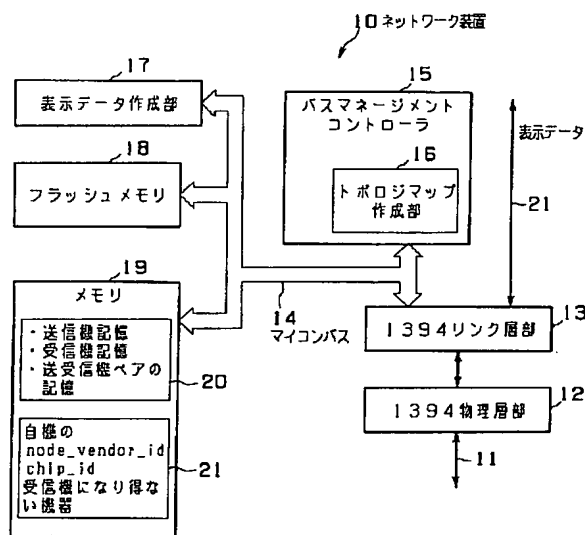 10 ネットワーク装置
17
表示データ作成部
18
フラッシュメモリ
15
バスマネージメント
コントローラ
16
トポロジマップ
作成部
表示データ
21
19
メモリ
・送信機記憶
・受信機記憶
・送受信機ペアの
記憶
20
自機の
node_vendor_id
chip_id
受信機になり得な
い機器
21
14
マイコンバス
13
1394リンク層部
12
1394物理層部
11